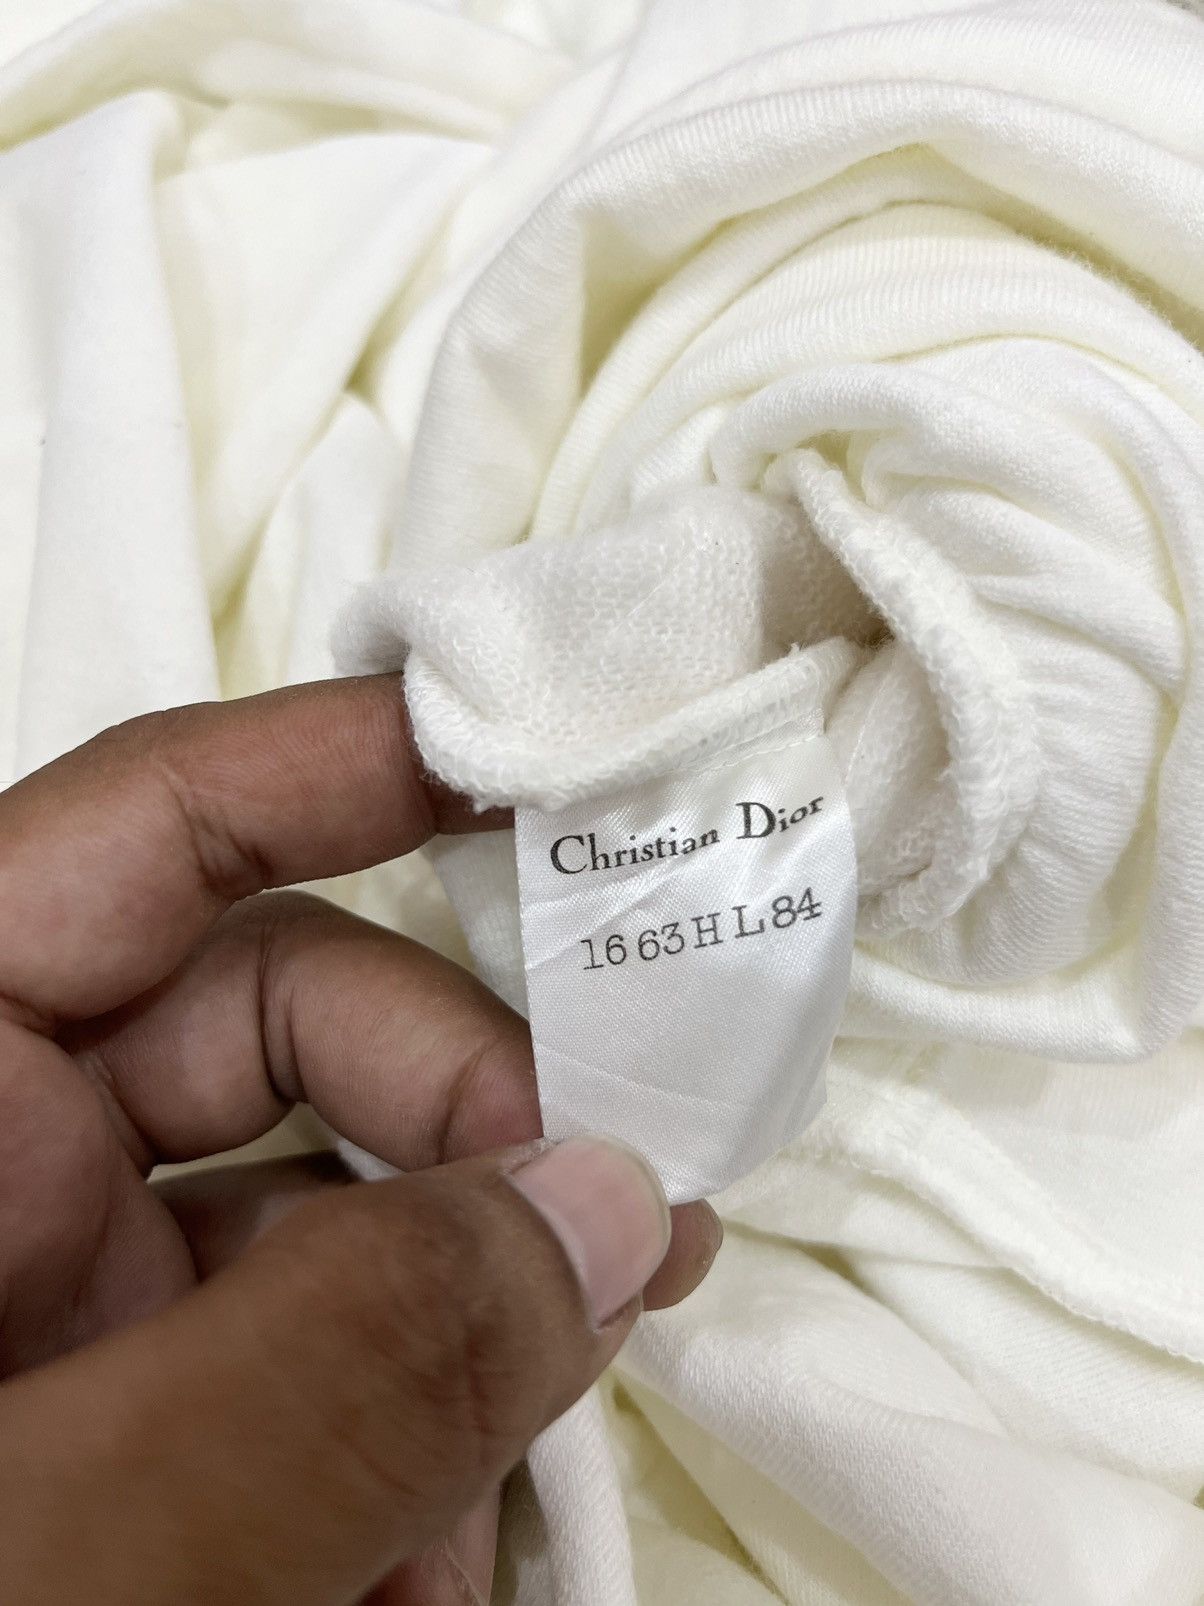 Christian Dior
16 63 H L 84